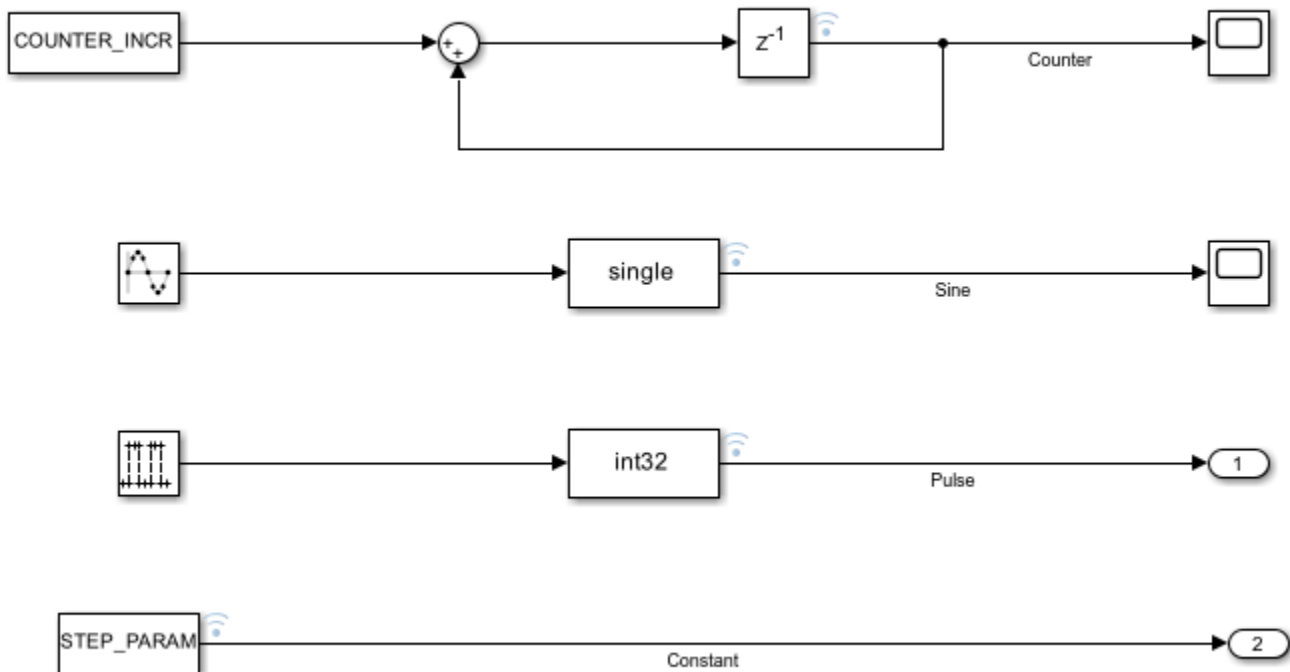 COUNTER_INCR
+
+
z-1
Counter
single
Sine
int32
1
Pulse
STEP_PARAM
2
Constant